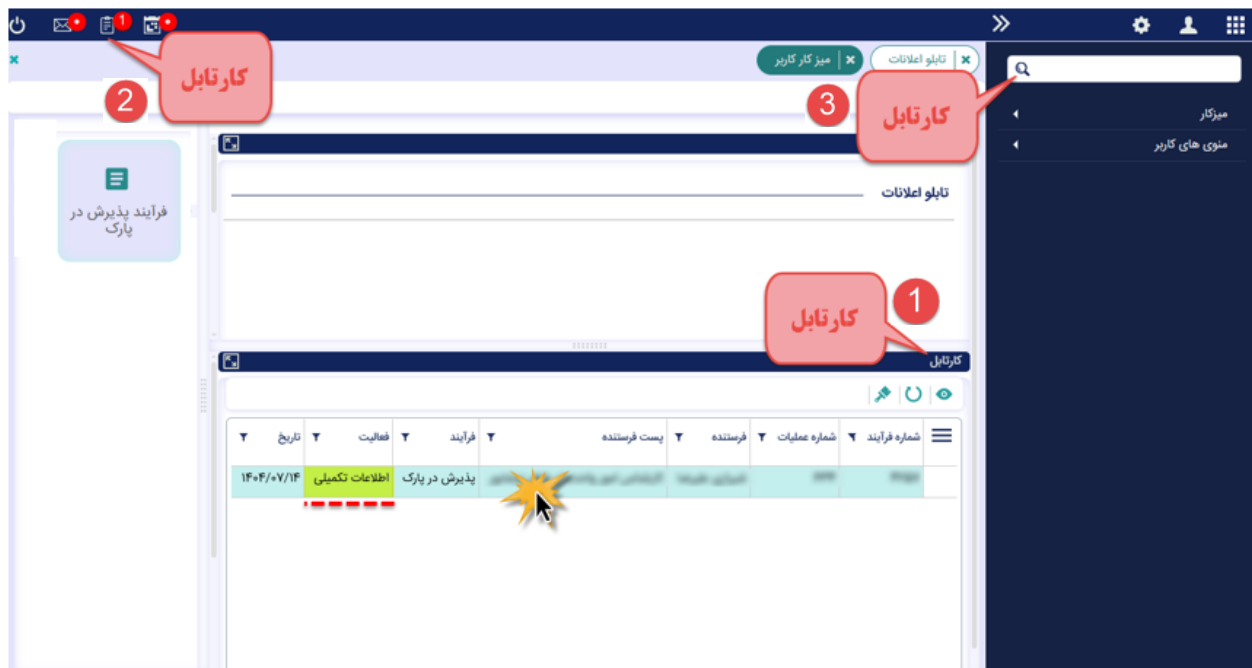 1
تابلو اعلانات
میز کار کاربر
کارتابل
2
کارتابل
3
کارتابل
میزکار
منوی های کاربر
تابلو اعلانات
فرآیند پذیرش در
پارک
1
کارتابل
کارتابل
شماره فرآیند
شماره عملیات
فرستنده
پست فرستنده
فرآیند
فعالیت
تاریخ
پذیرش در پارک
اطلاعات تکمیلی
۱۴۰۴/۰۷/۱۴